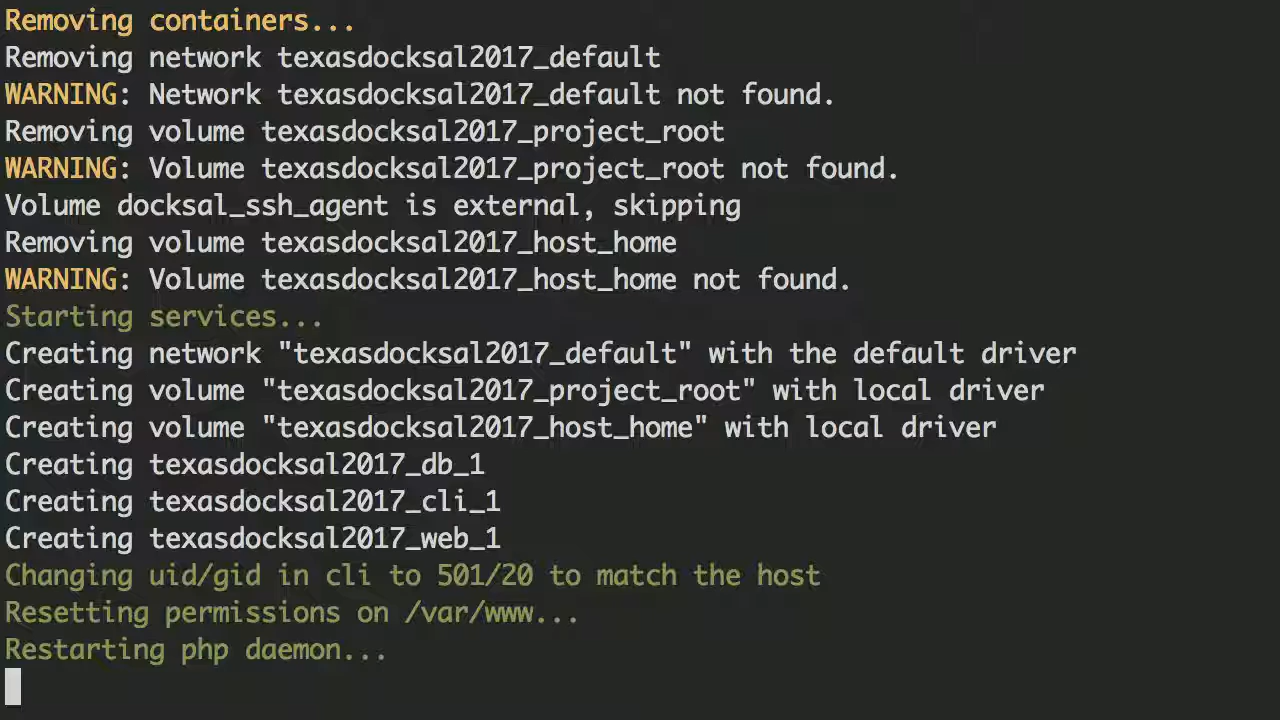 Removing containers...
Removing network texasdocksal2017_default
WARNING: Network texasdocksal2017_default not found.
Removing volume texasdocksal2017_project_root
WARNING: Volume texasdocksal2017_project_root not found.
Volume docksal_ssh_agent is external, skipping
Removing volume texasdocksal2017_host_home
WARNING: Volume texasdocksal2017_host_home not found.
Starting services...
Creating network "texasdocksal2017_default" with the default driver
Creating volume "texasdocksal2017_project_root" with local driver
Creating volume "texasdocksal2017_host_home" with local driver
Creating texasdocksal2017_db_1
Creating texasdocksal2017_cli_1
Creating texasdocksal2017_web_1
Changing uid/gid in cli to 501/20 to match the host
Resetting permissions on /var/www...
Restarting php daemon...